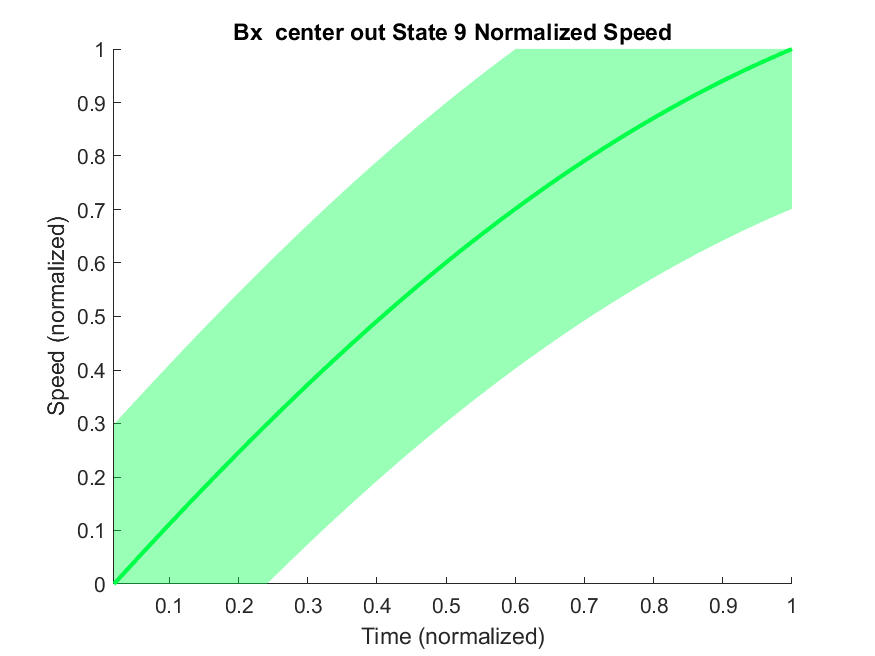 Bx  center out State 9 Normalized Speed
1
0.9
0.8
0.7
0.6
0.5
0.4
0.3
0.2
0.1
0
Speed (normalized)
0.1 0.2 0.3 0.4 0.5 0.6 0.7 0.8 0.9 1
Time (normalized)